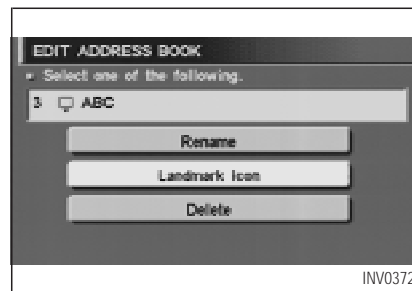 EDIT ADDRESS BOOK
Select one of the following.
3 ABC
Rename
Landmark Icon
Delete
INV0372